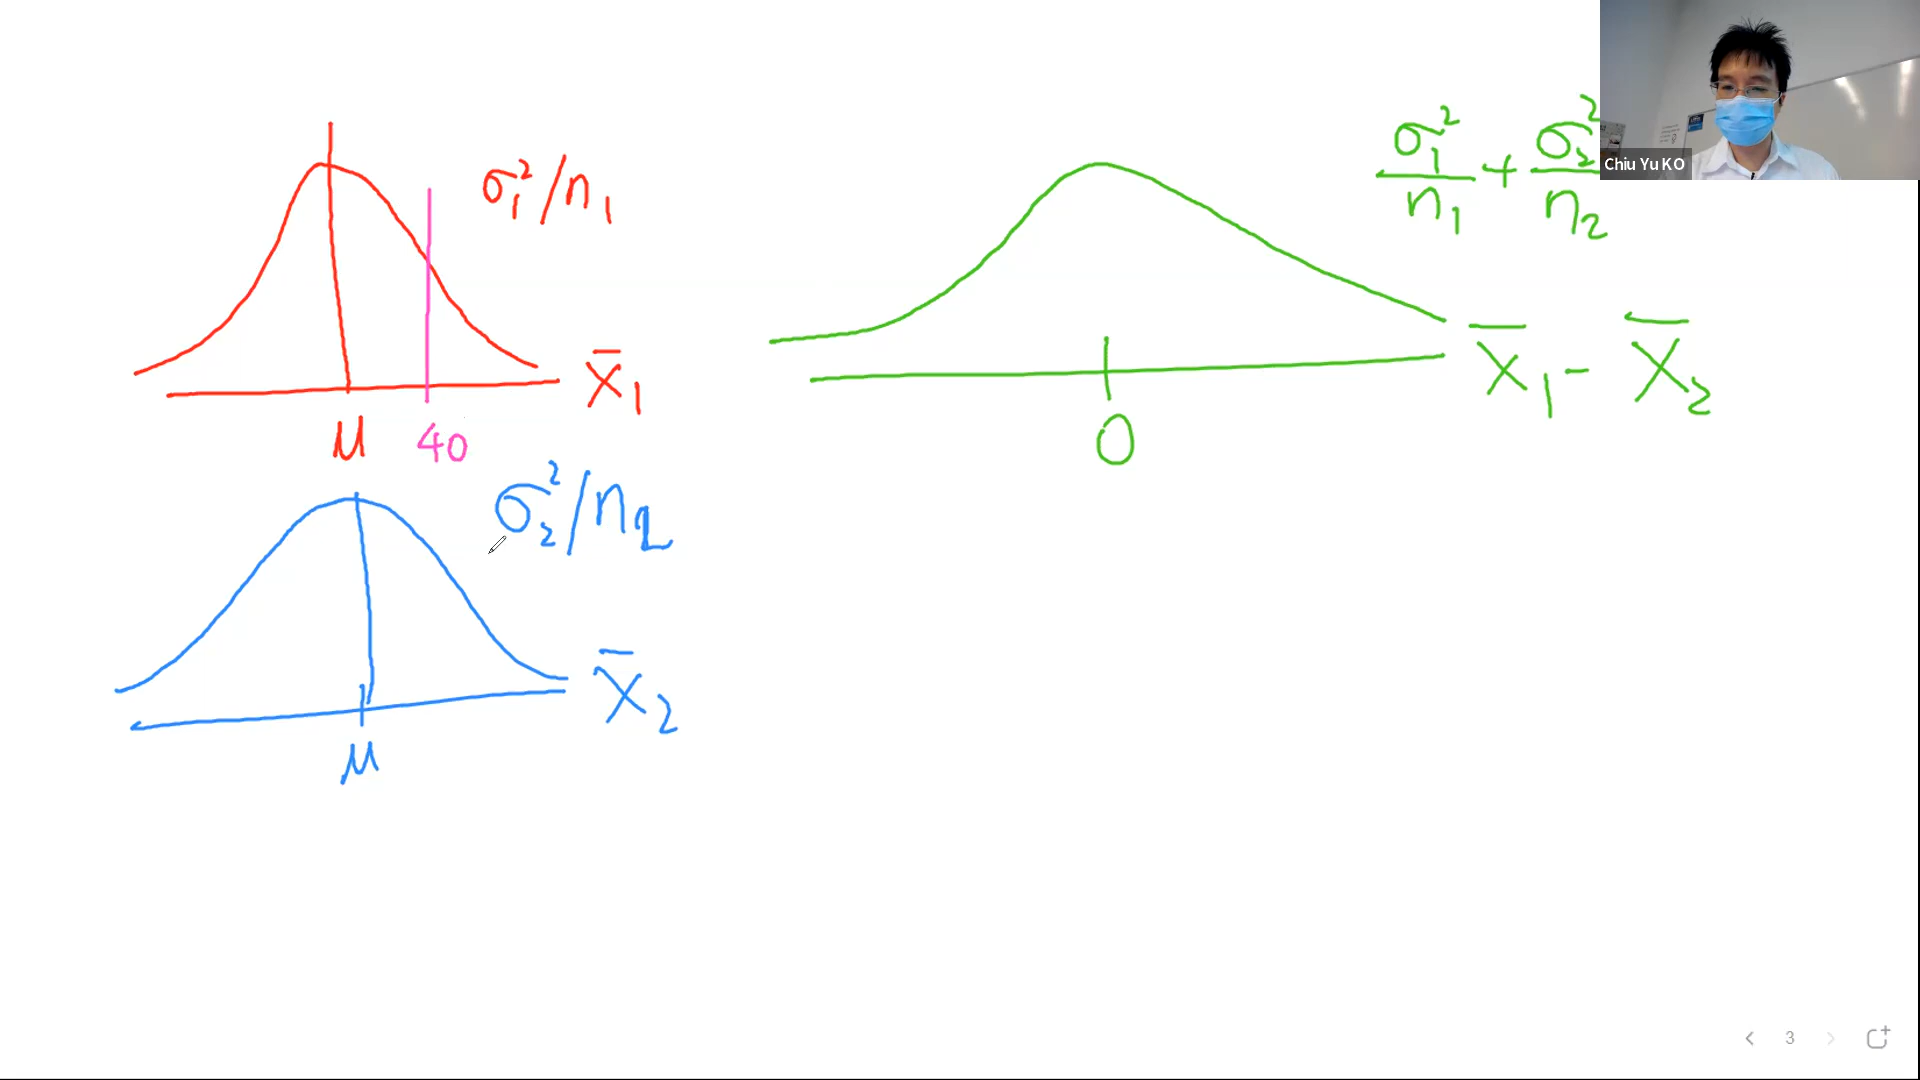 σ₁²/n₁
X̄₁
μ
40
σ₂²/n₂
X̄₂
μ
σ₁²/n₁ + σ₂²/n₂
X̄₁ - X̄₂
0
Chiu Yu KO
3